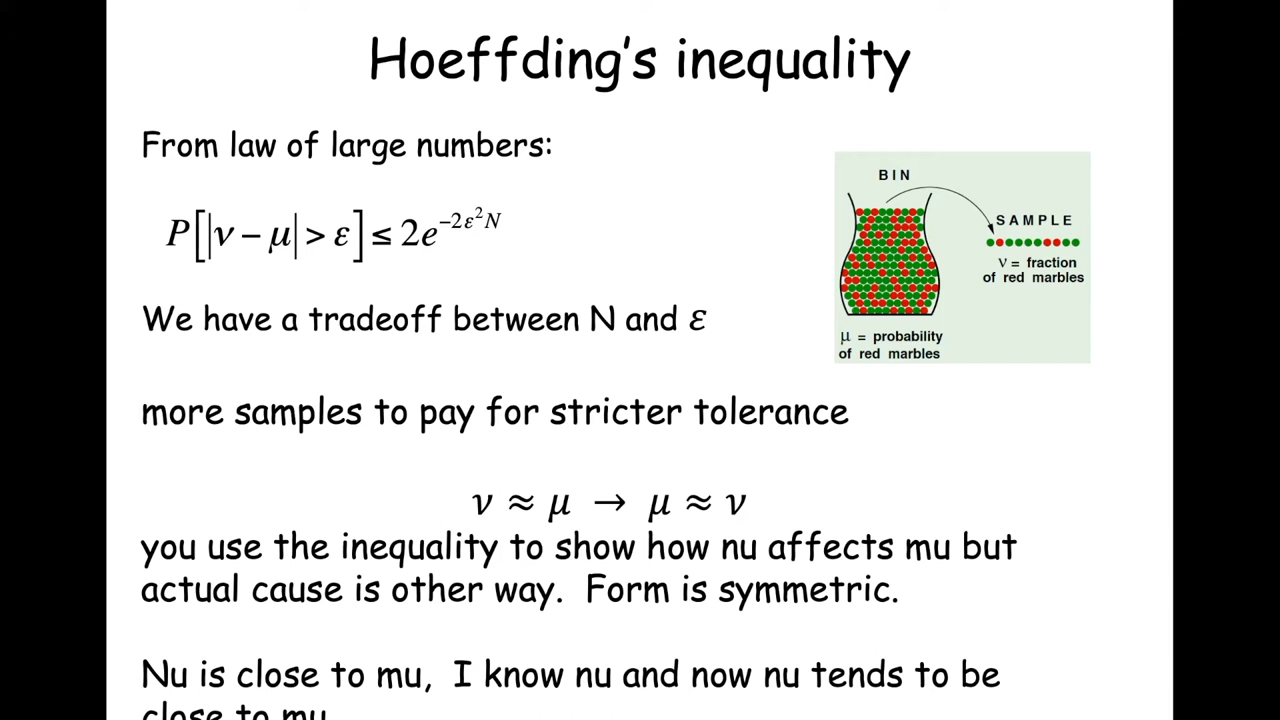 Hoeffding's inequality
From law of large numbers:
P[|ν − μ| > ε] ≤ 2e^{−2ε²N}
We have a tradeoff between N and ε
more samples to pay for stricter tolerance
ν ≈ μ → μ ≈ ν
you use the inequality to show how nu affects mu but
actual cause is other way. Form is symmetric.
Nu is close to mu, I know nu and now nu tends to be
close to mu
BIN
SAMPLE
ν = fraction
of red marbles
μ = probability
of red marbles